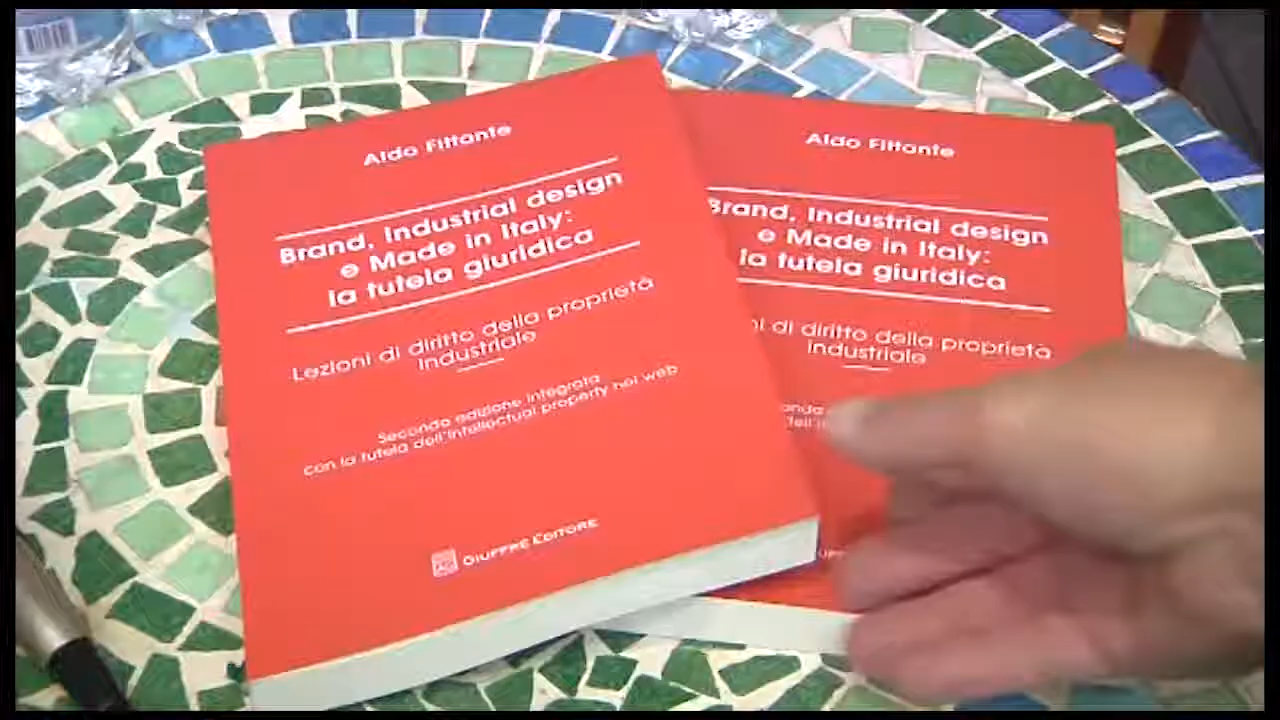 Aldo Fittante
Brand, Industrial design
e Made in Italy:
la tutela giuridica
Lezioni di diritto della proprietà
industriale
Seconda edizione integrata
con la tutela dell'Intellectual property nel web
GIUFFRÈ EDITORE
Aldo Fittante
Brand, Industrial design
e Made in Italy:
la tutela giuridica
di diritto della proprietà
industriale